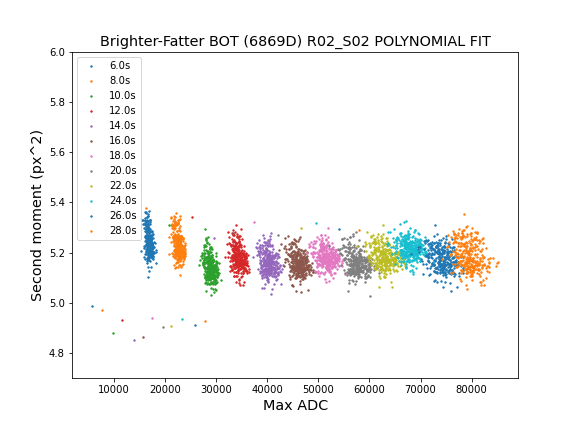 Brighter-Fatter BOT (6869D) R02_S02 POLYNOMIAL FIT
6.0s
8.0s
10.0s
12.0s
14.0s
16.0s
18.0s
20.0s
22.0s
24.0s
26.0s
28.0s
Second moment (px^2)
6.0
5.8
5.6
5.4
5.2
5.0
4.8
10000 20000 30000 40000 50000 60000 70000 80000
Max ADC